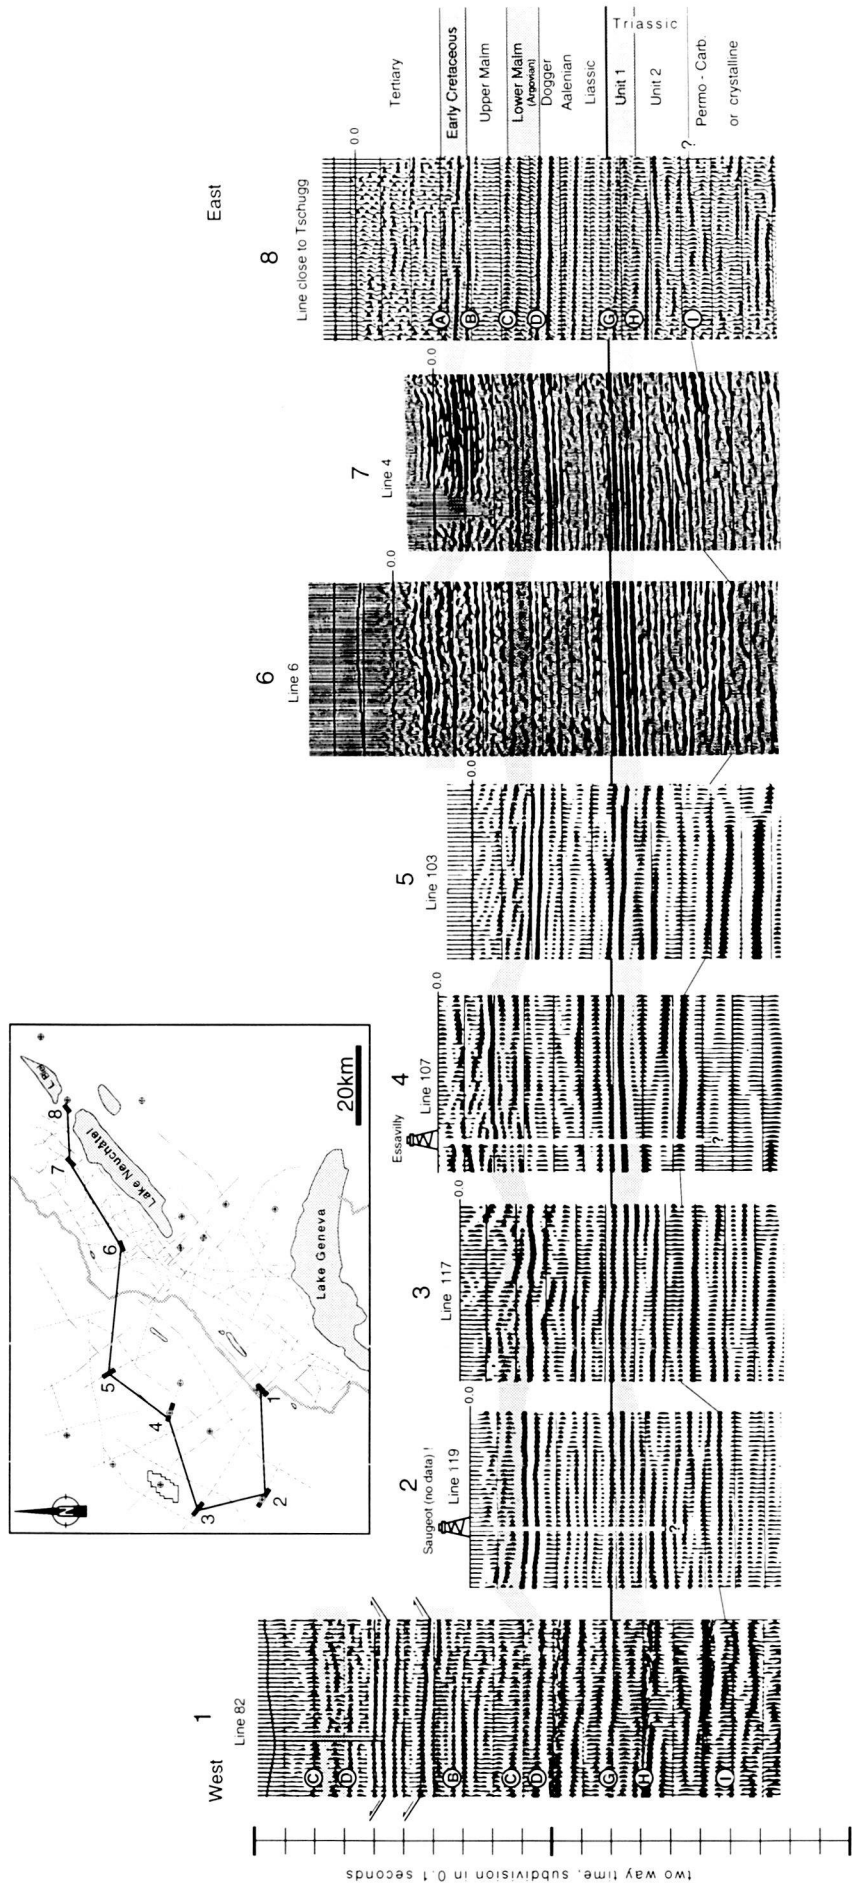 West
East
1
Line 82
2
Saugeot (no data) !
Line 119
3
Line 117
4
Essavilly
Line 107
5
Line 103
6
Line 6
7
Line 4
8
Line close to Tschugg
0.0
0.0
0.0
0.0
0.0
0.0
0.0
Tertiary
Early Cretaceous
Upper Malm
Lower Malm
(Argovian)
Dogger
Aalenian
Liassic
Triassic
Unit 1
Unit 2
Permo - Carb.
or crystalline
?
?
?
C
D
B
C
D
G
H
I
A
B
C
D
G
H
I
two way time, subdivision in 0.1 seconds
N
1
2
3
4
5
6
7
8
Lake Neuchâtel
Lake Geneva
20km